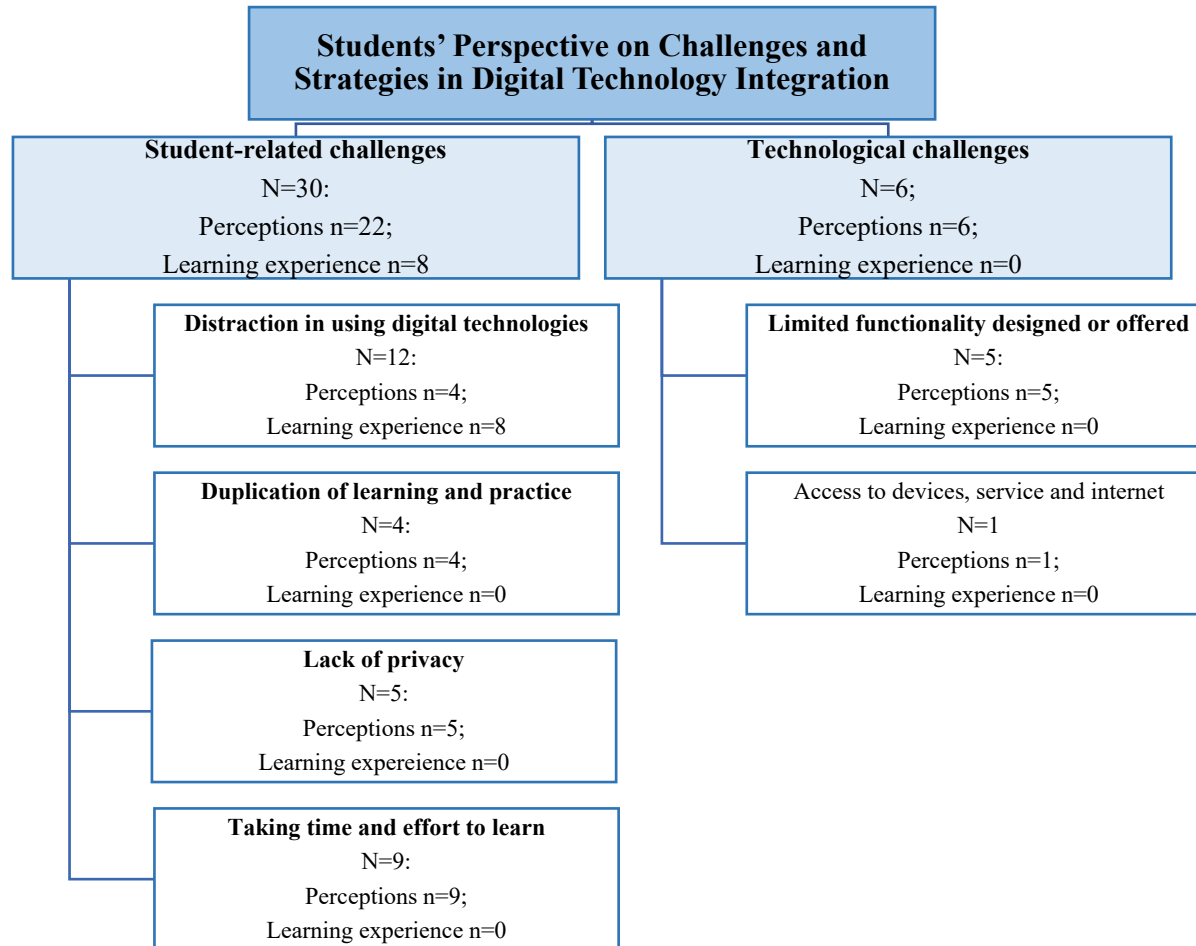 Students’ Perspective on Challenges and
Strategies in Digital Technology Integration
Student-related challenges
N=30:
Perceptions n=22;
Learning experience n=8
Distraction in using digital technologies
N=12:
Perceptions n=4;
Learning experience n=8
Duplication of learning and practice
N=4:
Perceptions n=4;
Learning experience n=0
Lack of privacy
N=5:
Perceptions n=5;
Learning expereience n=0
Taking time and effort to learn
N=9:
Perceptions n=9;
Learning experience n=0
Technological challenges
N=6;
Perceptions n=6;
Learning experience n=0
Limited functionality designed or offered
N=5:
Perceptions n=5;
Learning experience n=0
Access to devices, service and internet
N=1
Perceptions n=1;
Learning experience n=0